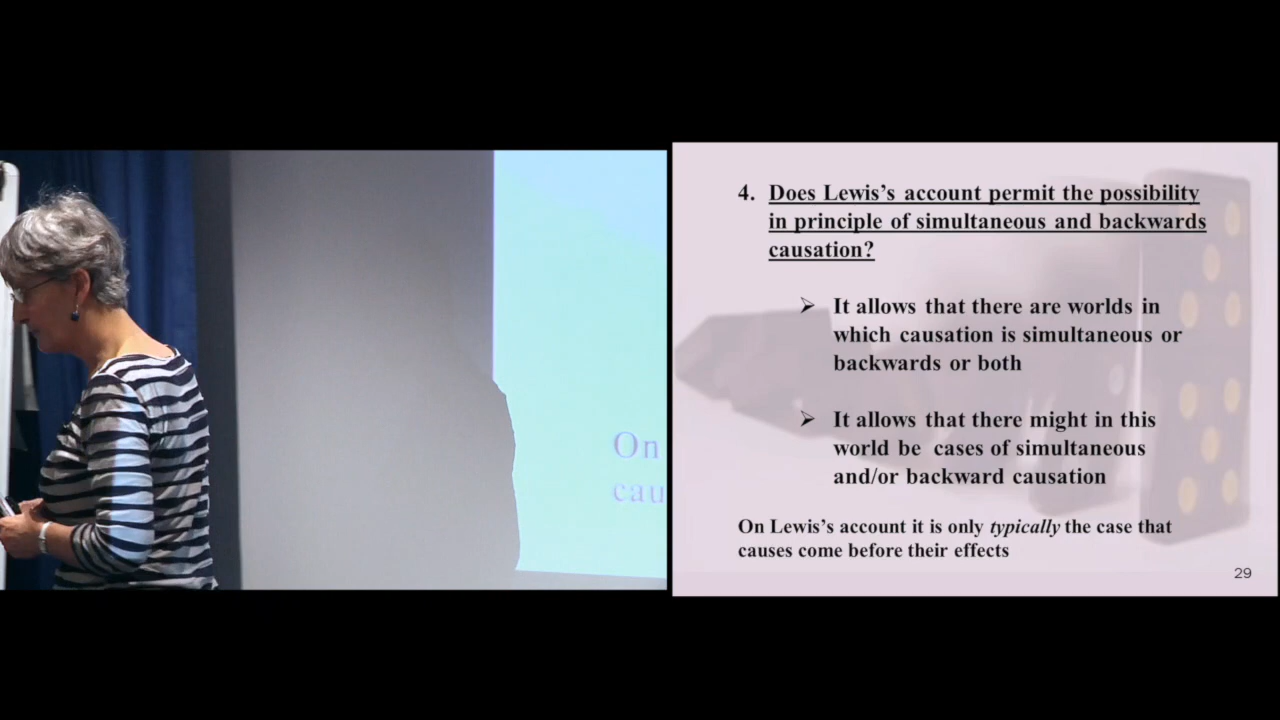 4. Does Lewis's account permit the possibility
in principle of simultaneous and backwards
causation?
➢ It allows that there are worlds in
which causation is simultaneous or
backwards or both
➢ It allows that there might in this
world be cases of simultaneous
and/or backward causation
On Lewis's account it is only typically the case that
causes come before their effects
29
On
cau